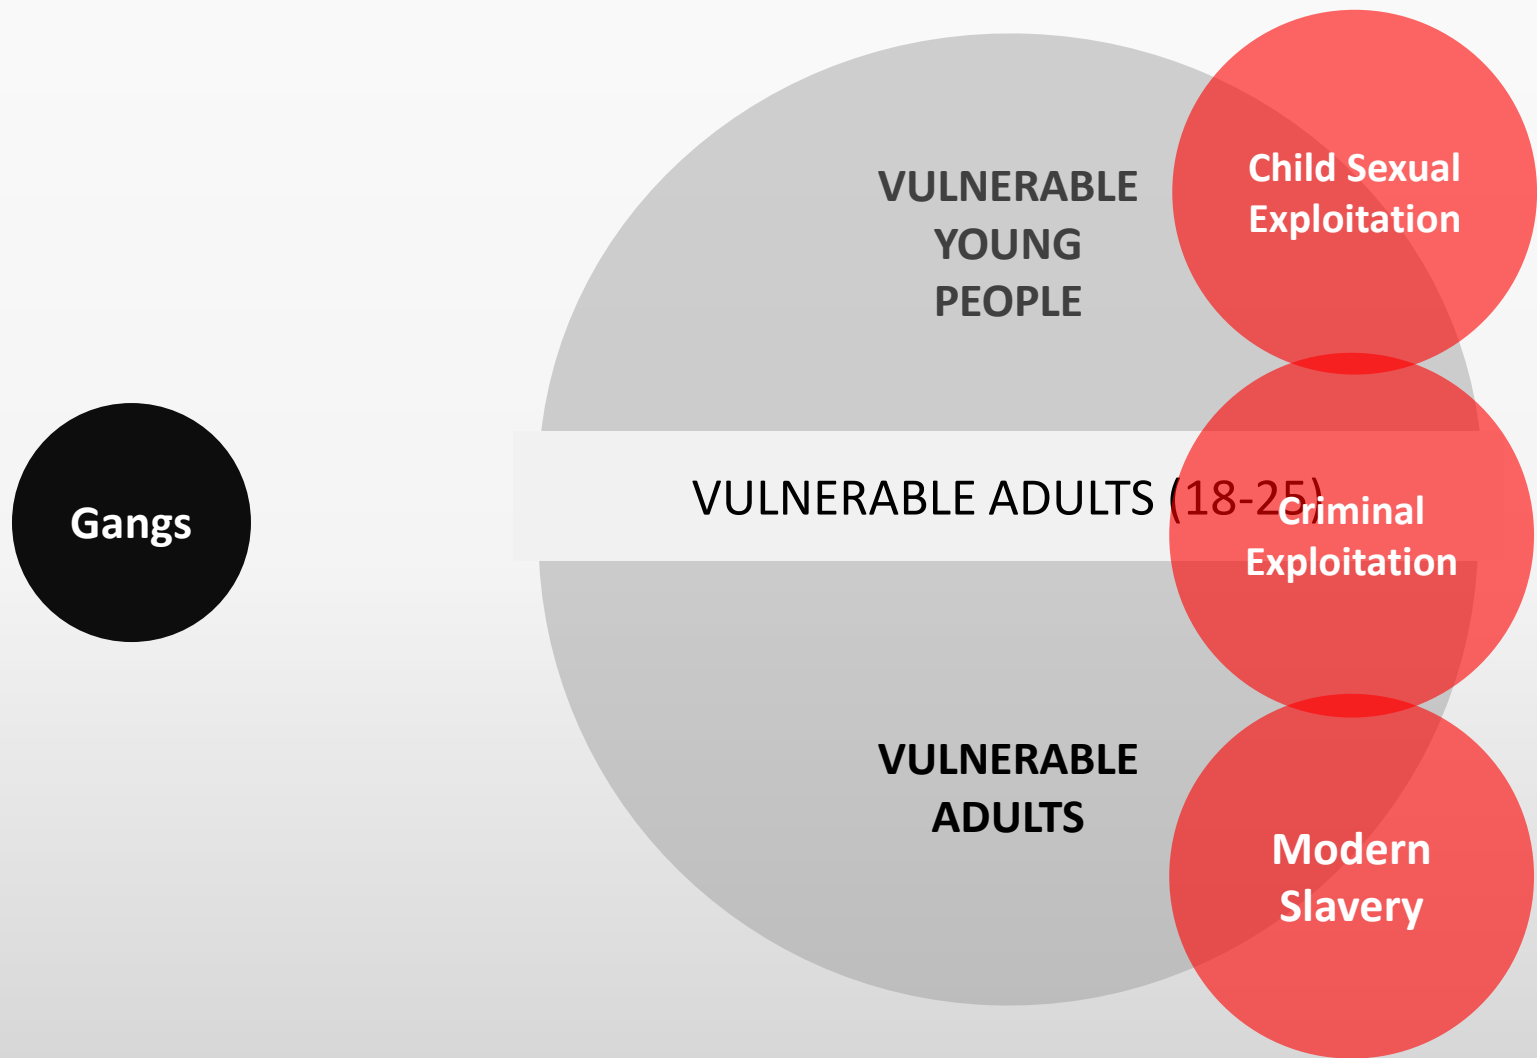 Gangs
VULNERABLE
YOUNG
PEOPLE
VULNERABLE ADULTS (18-25)
VULNERABLE
ADULTS
Child Sexual
Exploitation
Criminal
Exploitation
Modern
Slavery